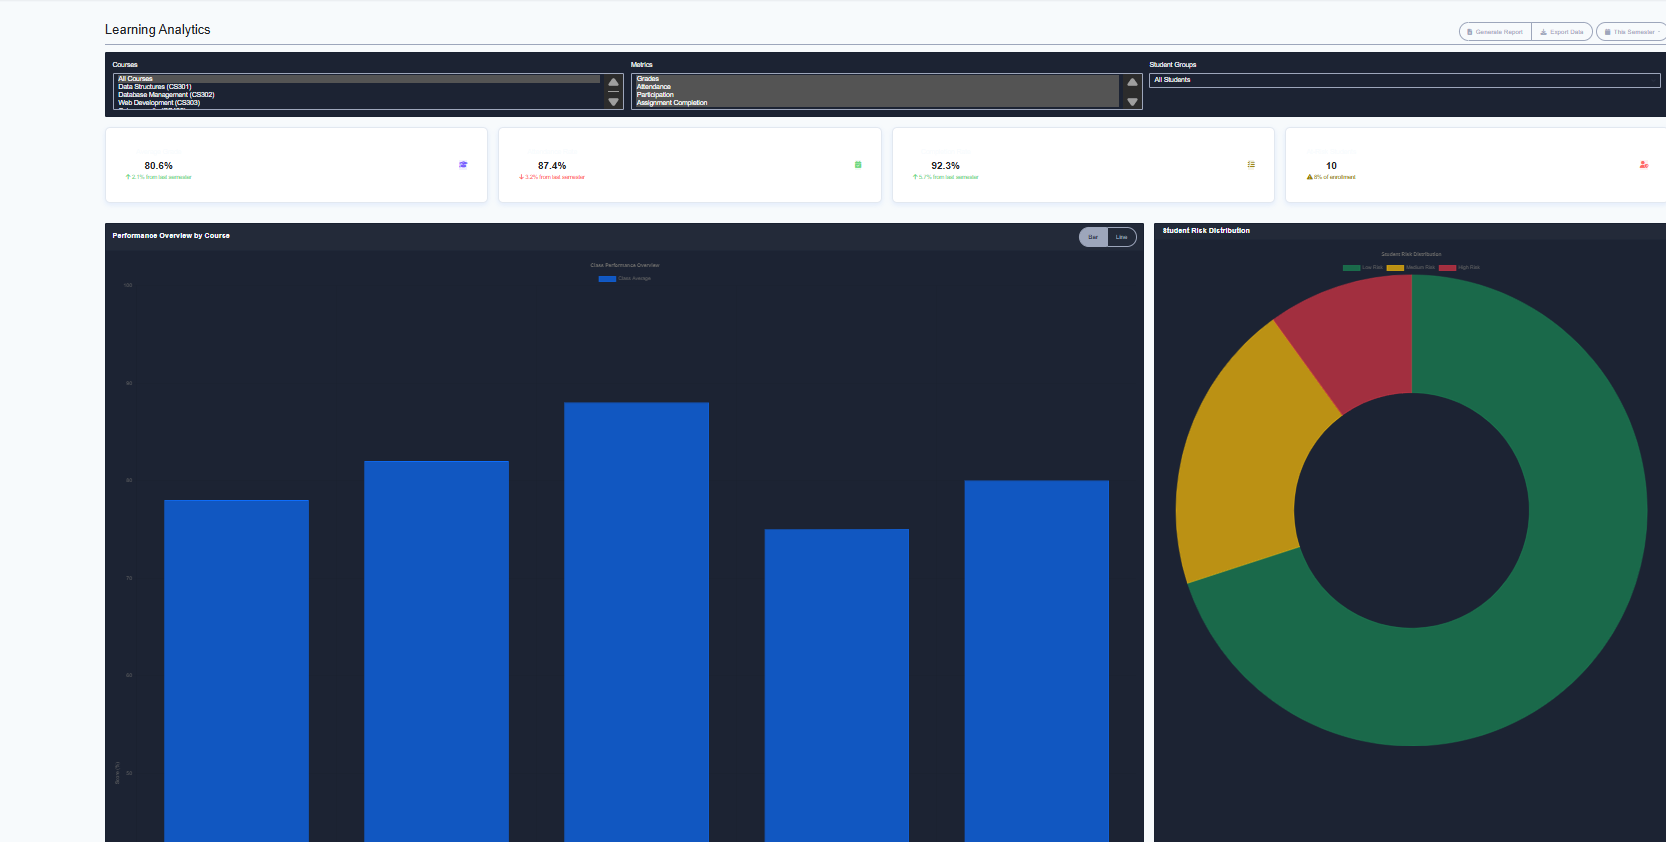 Learning Analytics
Generate Report
Export Data
This Semester
Courses
All Courses
Data Structures (CS301)
Database Management (CS302)
Web Development (CS303)
Metrics
Grades
Attendance
Participation
Assignment Completion
Student Groups
All Students
80.6%
2.1% from last semester
87.4%
3.2% from last semester
92.3%
5.7% from last semester
10
8% of enrollment
Performance Overview by Course
Bar
Line
Class Performance Overview
Class Average
100
90
80
70
60
50
Score (%)
Student Risk Distribution
Student Risk Distribution
Low Risk
Medium Risk
High Risk